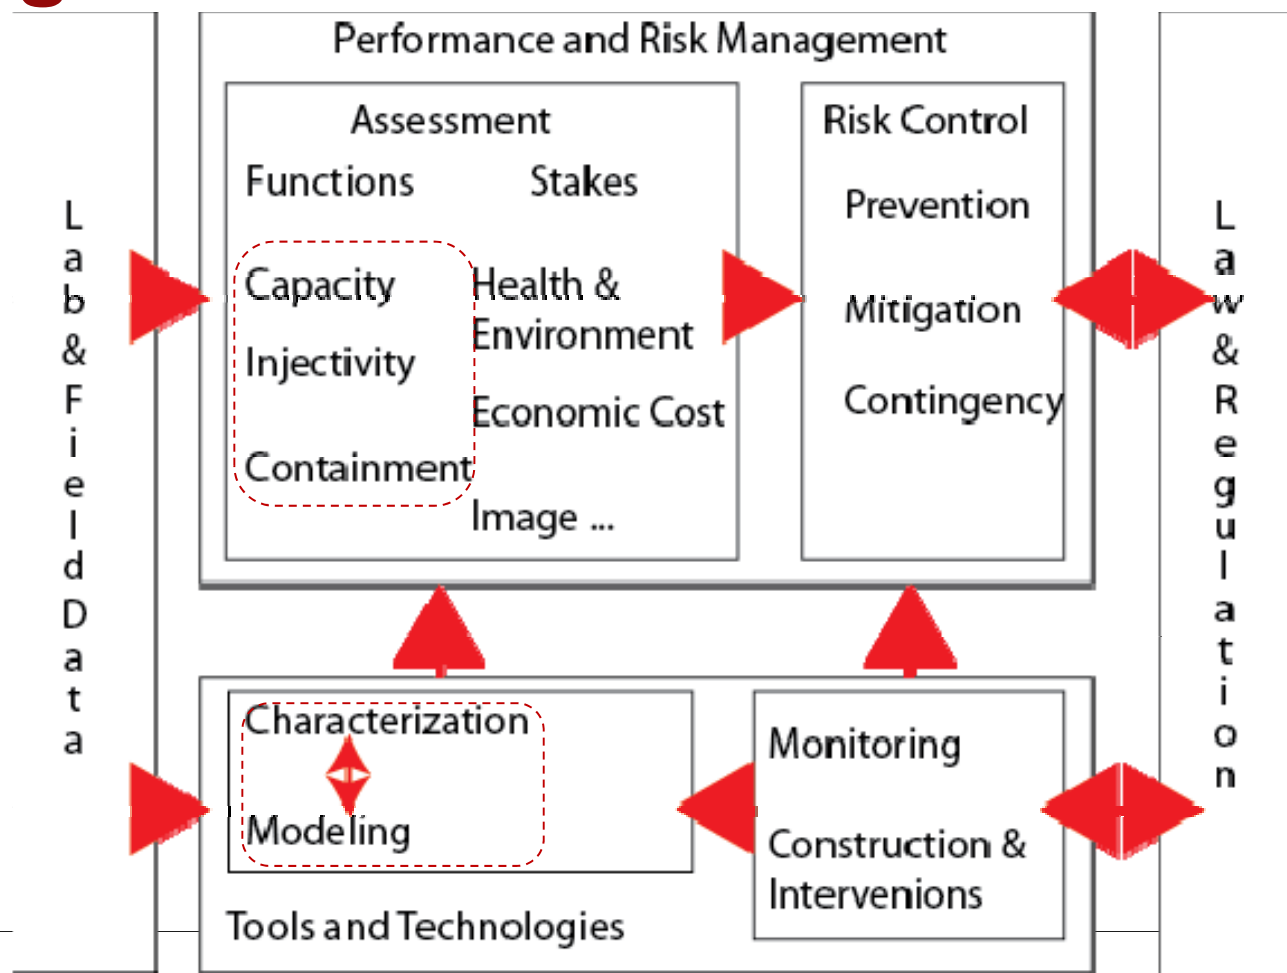 Performance and Risk Management
Assessment
Functions
Stakes
Capacity
Injectivity
Containment
Health &
Environment
Economic Cost
Image ...
Risk Control
Prevention
Mitigation
Contingency
Lab & Field Data
Law & Regulation
Characterization
Modeling
Monitoring
Construction &
Intervenions
Tools and Technologies